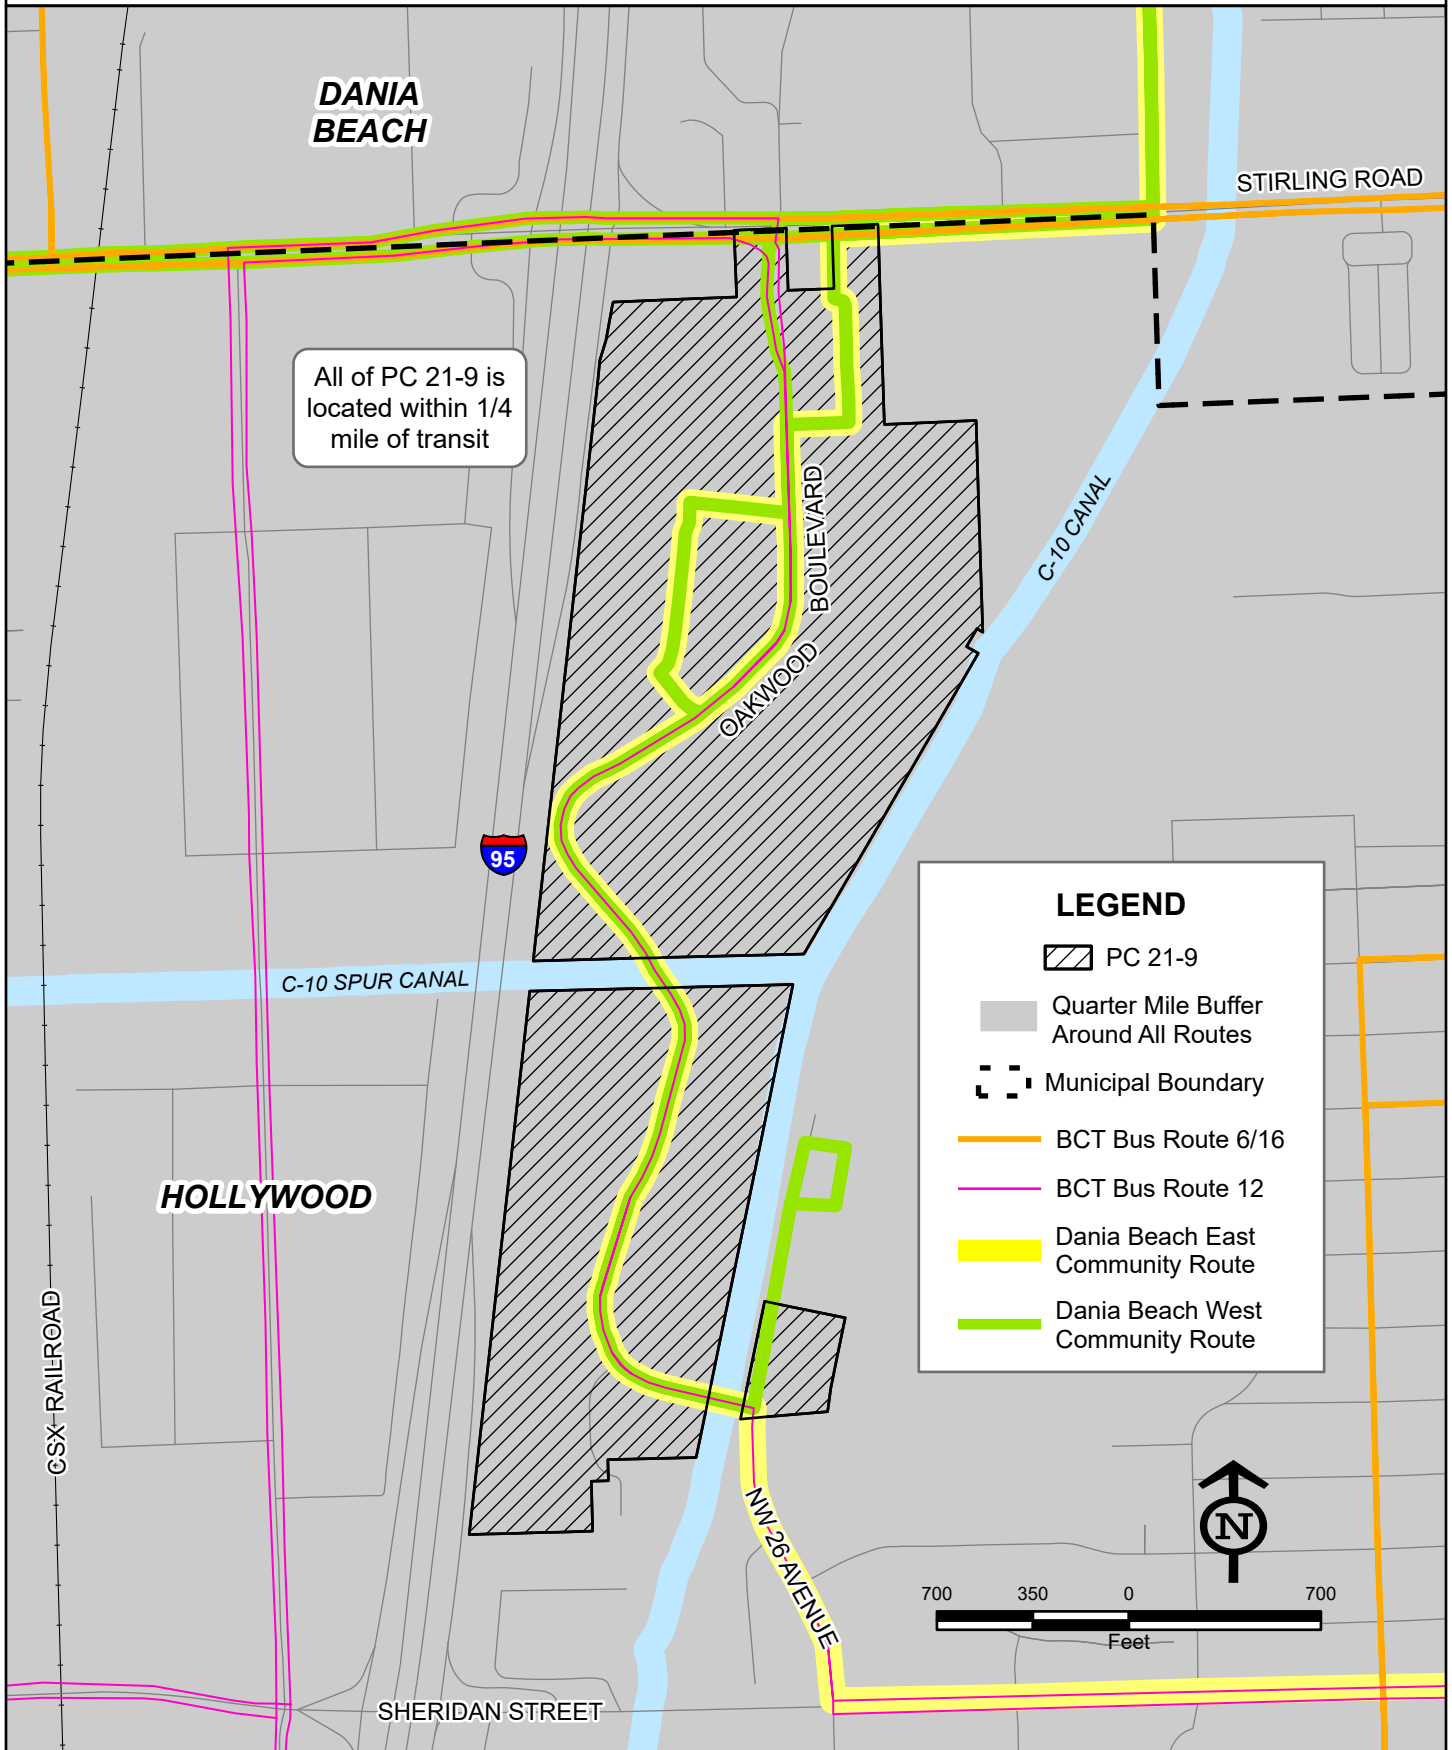 DANIA
BEACH
STIRLING ROAD
All of PC 21-9 is
located within 1/4
mile of transit
BOULEVARD
OAKWOOD
C-10 CANAL
95
C-10 SPUR CANAL
HOLLYWOOD
CSX RAILROAD
LEGEND
PC 21-9
Quarter Mile Buffer
Around All Routes
Municipal Boundary
BCT Bus Route 6/16
BCT Bus Route 12
Dania Beach East
Community Route
Dania Beach West
Community Route
N
NW 26 AVENUE
700 350 0 700
Feet
SHERIDAN STREET